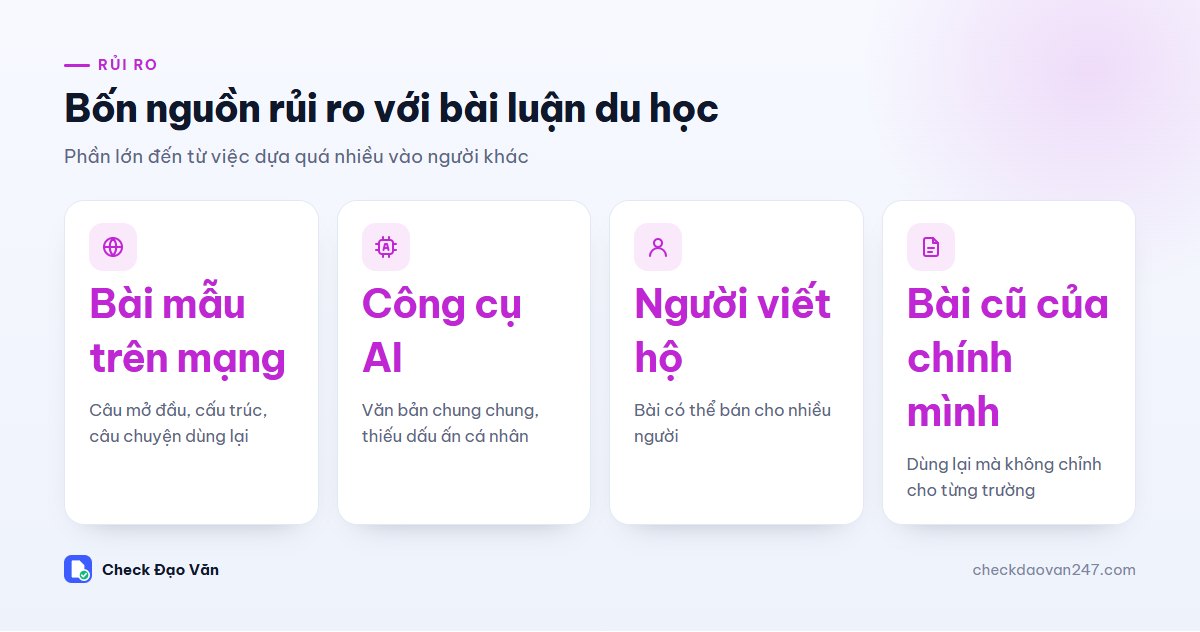 RỦI RO
Bốn nguồn rủi ro với bài luận du học
Phần lớn đến từ việc dựa quá nhiều vào người khác
Bài mẫu
trên mạng
Câu mở đầu, cấu trúc,
câu chuyện dùng lại
A
Công cụ
AI
Văn bản chung chung,
thiếu dấu ấn cá nhân
Người viết
hộ
Bài có thể bán cho nhiều
người
Bài cũ của
chính
mình
Dùng lại mà không chỉnh
cho từng trường
Check Đạo Văn
checkdaovan247.com